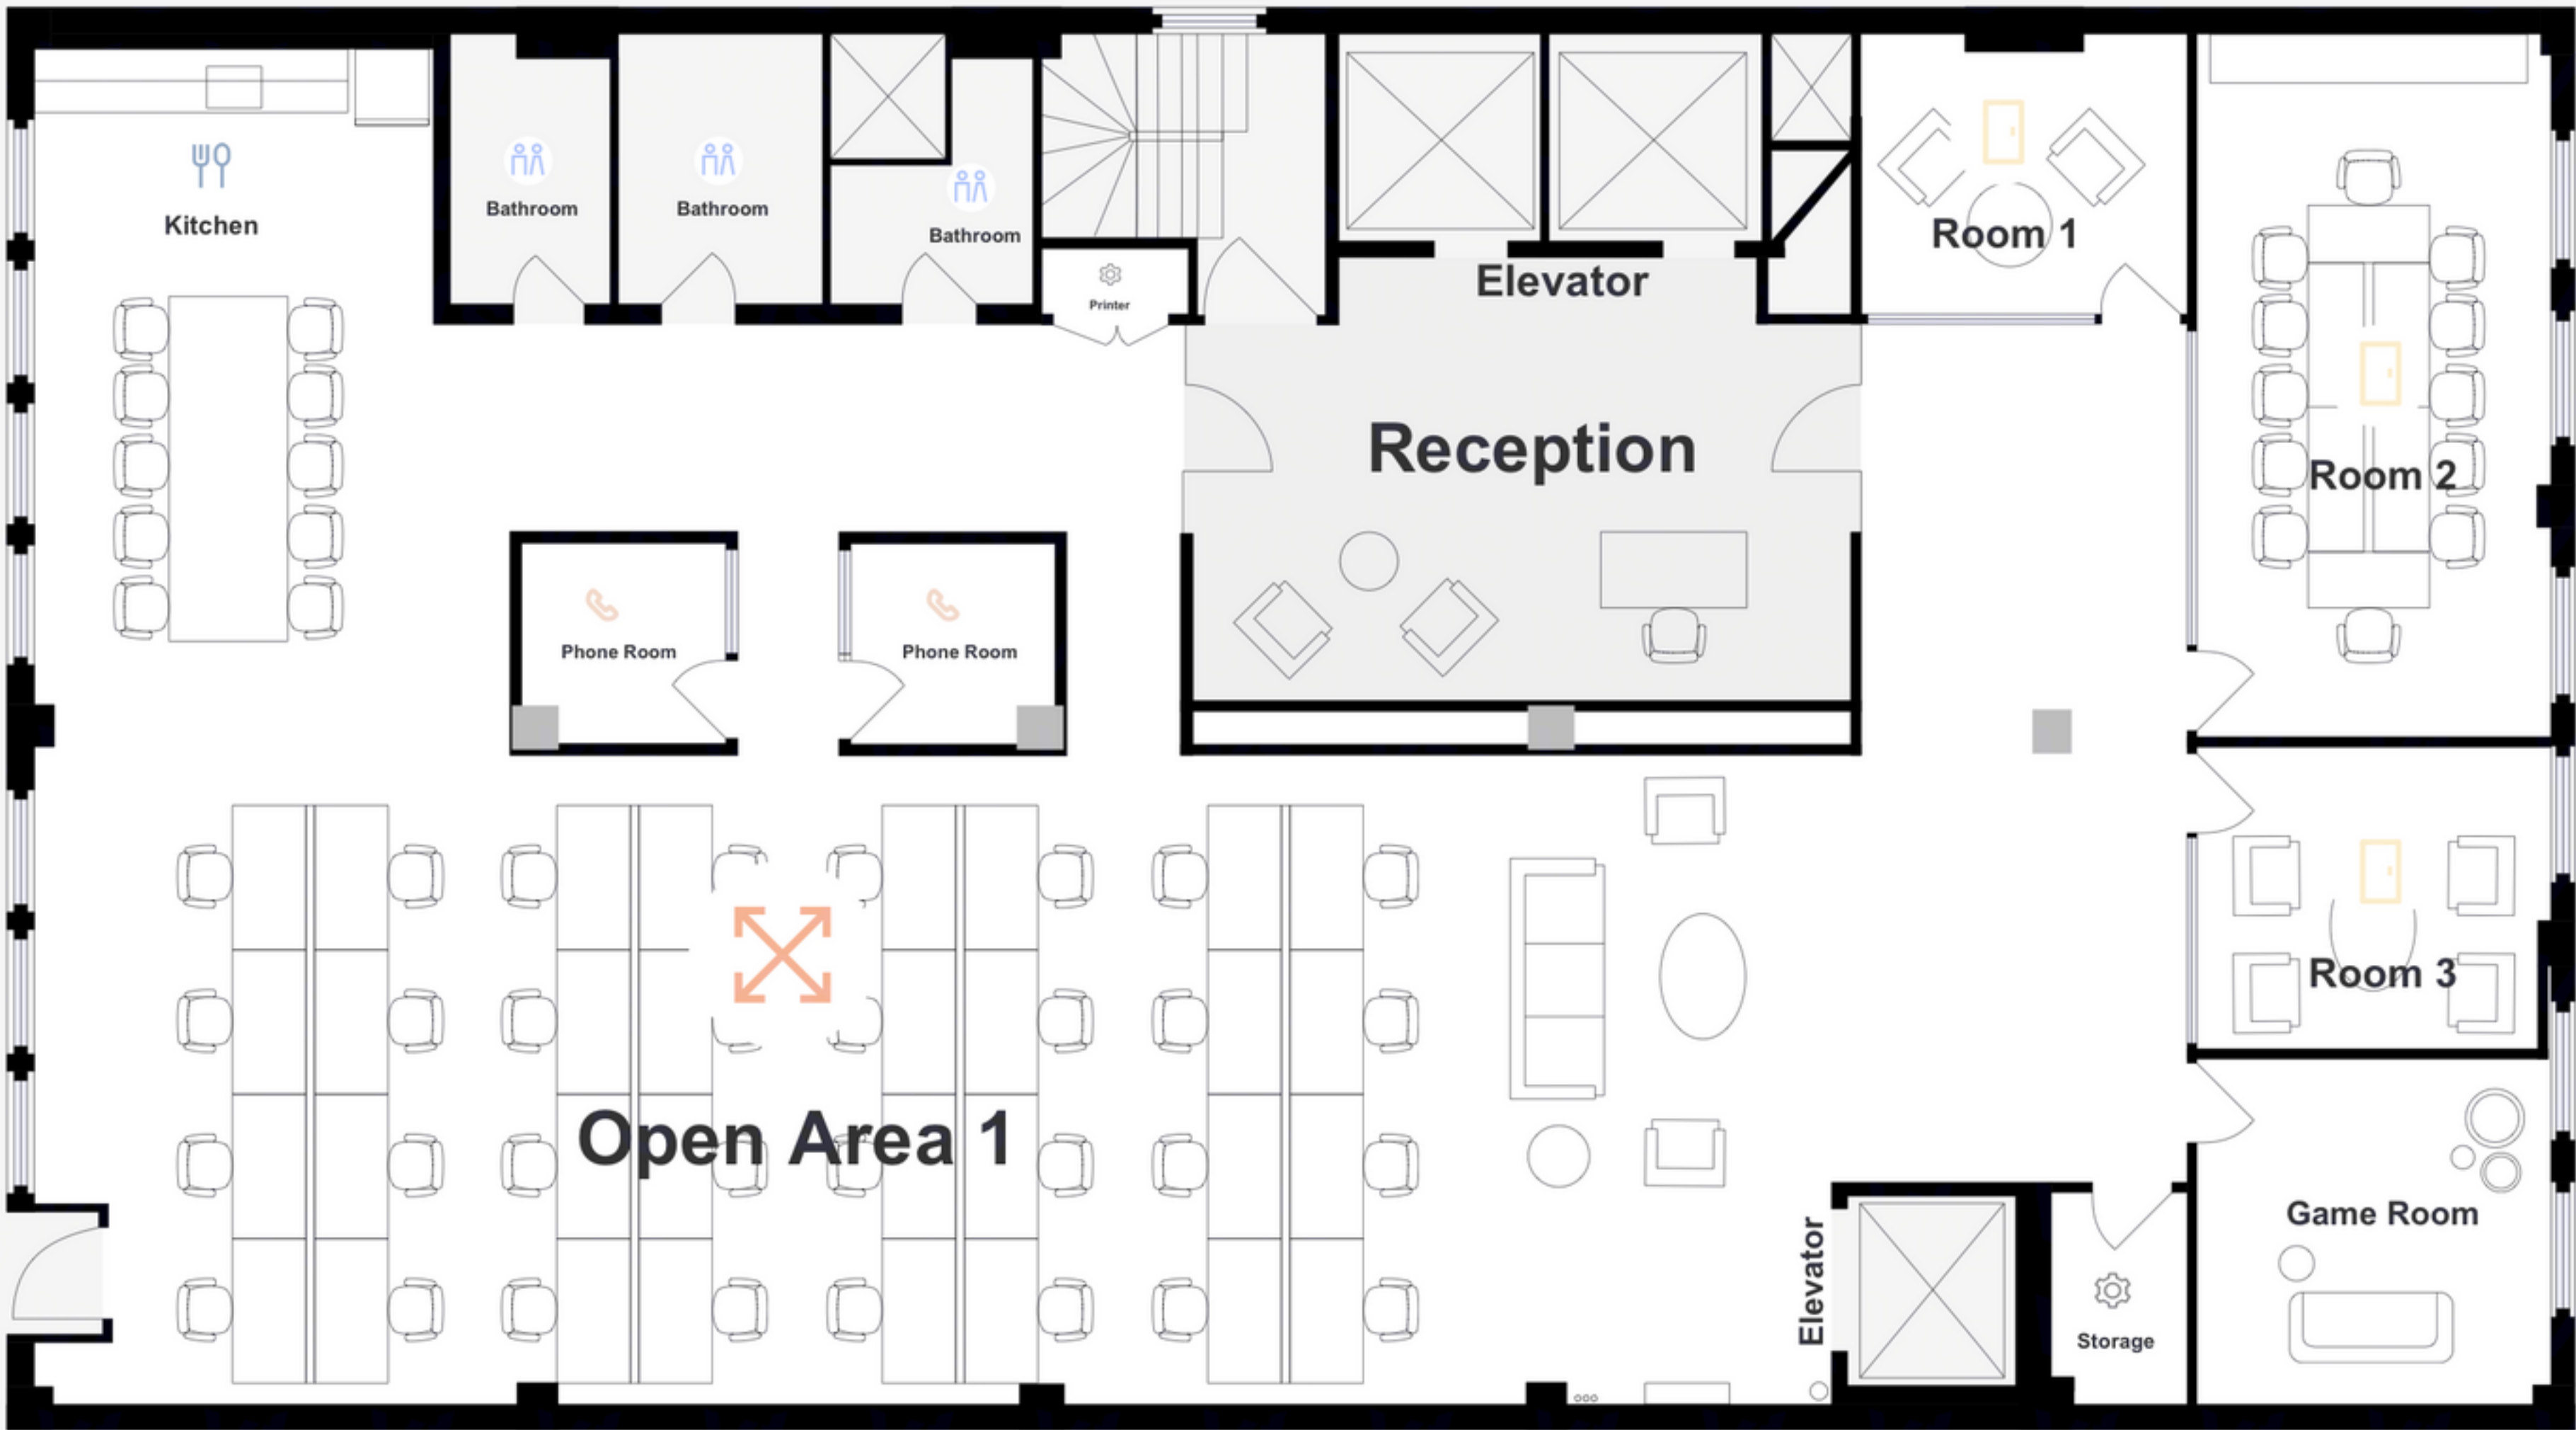 Kitchen
Bathroom
Bathroom
Bathroom
Printer
Elevator
Room 1
Reception
Room 2
Phone Room
Phone Room
Open Area 1
Room 3
Elevator
Game Room
Storage